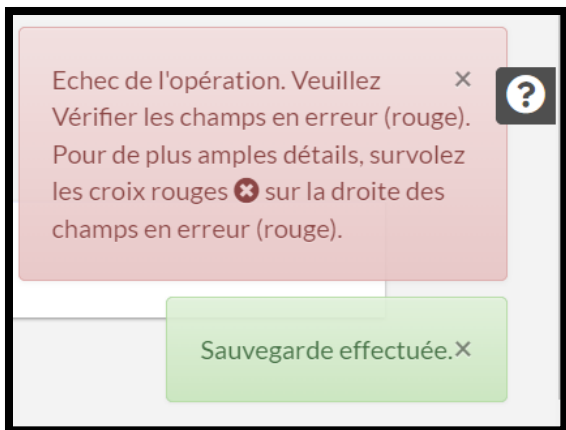 Echec de l'opération. Veuillez ×
Vérifier les champs en erreur (rouge).
Pour de plus amples détails, survolez
les croix rouges sur la droite des
champs en erreur (rouge).
?
Sauvegarde effectuée.×